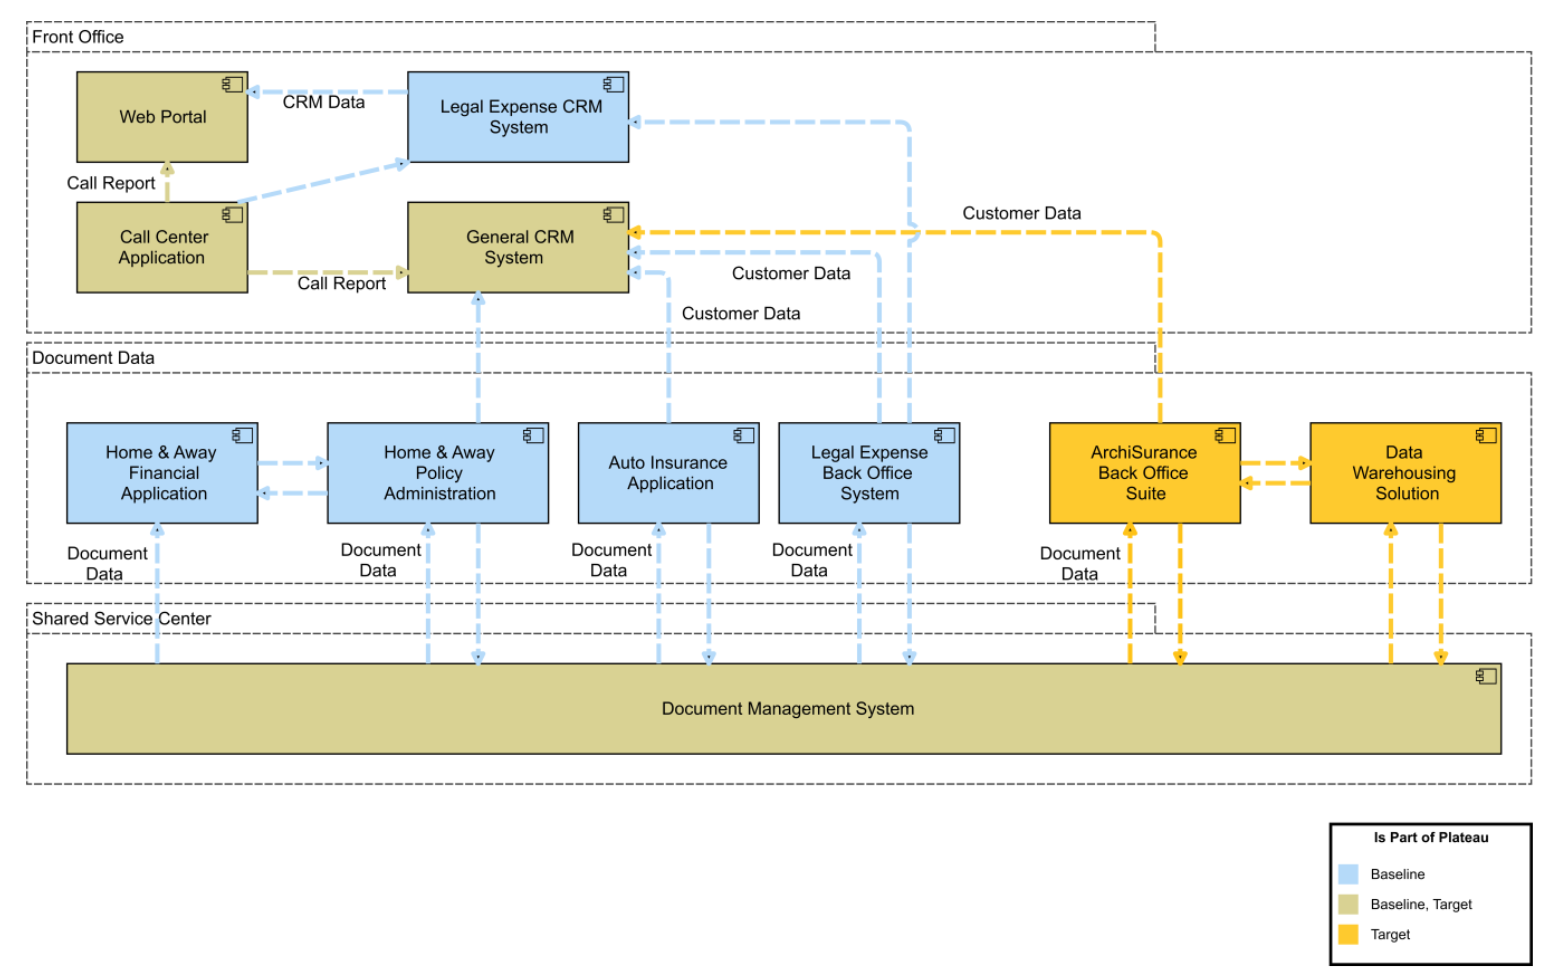 Front Office
Web Portal
CRM Data
Legal Expense CRM
System
Call Report
Call Center
Application
General CRM
System
Call Report
Customer Data
Customer Data
Customer Data
Document Data
Home & Away
Financial
Application
Home & Away
Policy
Administration
Auto Insurance
Application
Legal Expense
Back Office
System
ArchiSurance
Back Office
Suite
Data
Warehousing
Solution
Document
Data
Document
Data
Document
Data
Document
Data
Document
Data
Shared Service Center
Document Management System
Is Part of Plateau
Baseline
Baseline, Target
Target